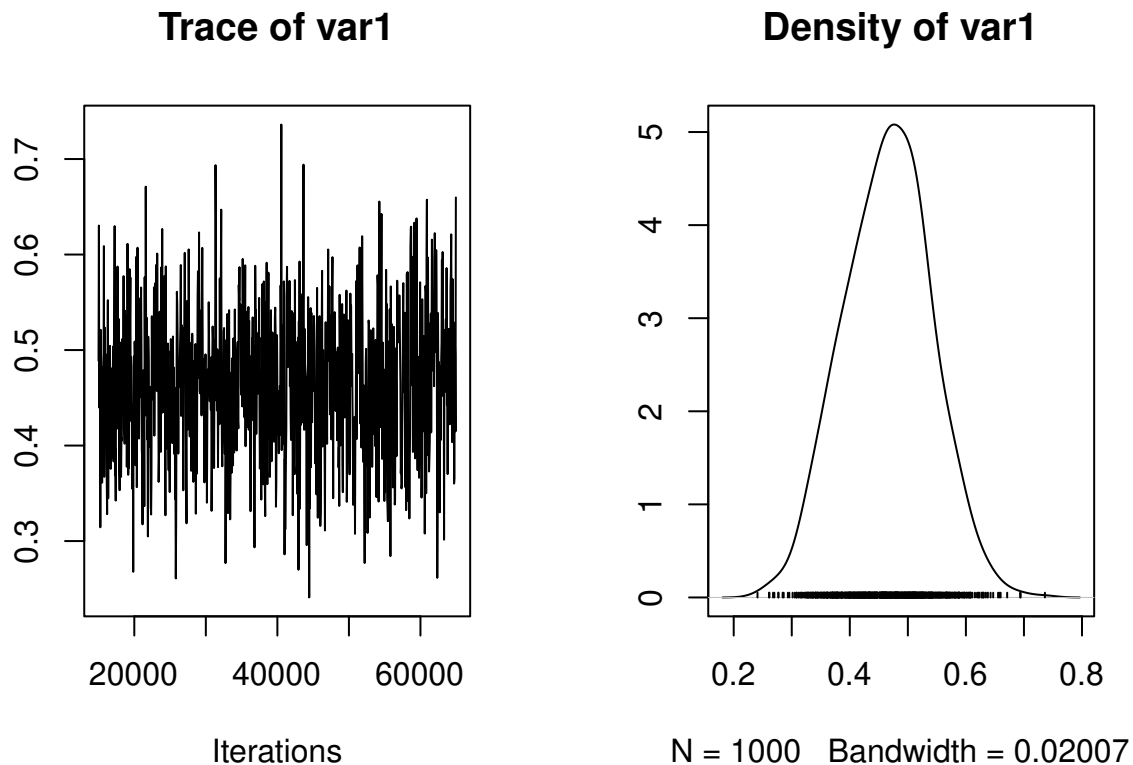 Trace of var1
0.7
0.6
0.5
0.4
0.3
20000 40000 60000
Iterations
Density of var1
5
4
3
2
1
0
0.2 0.4 0.6 0.8
N = 1000 Bandwidth = 0.02007